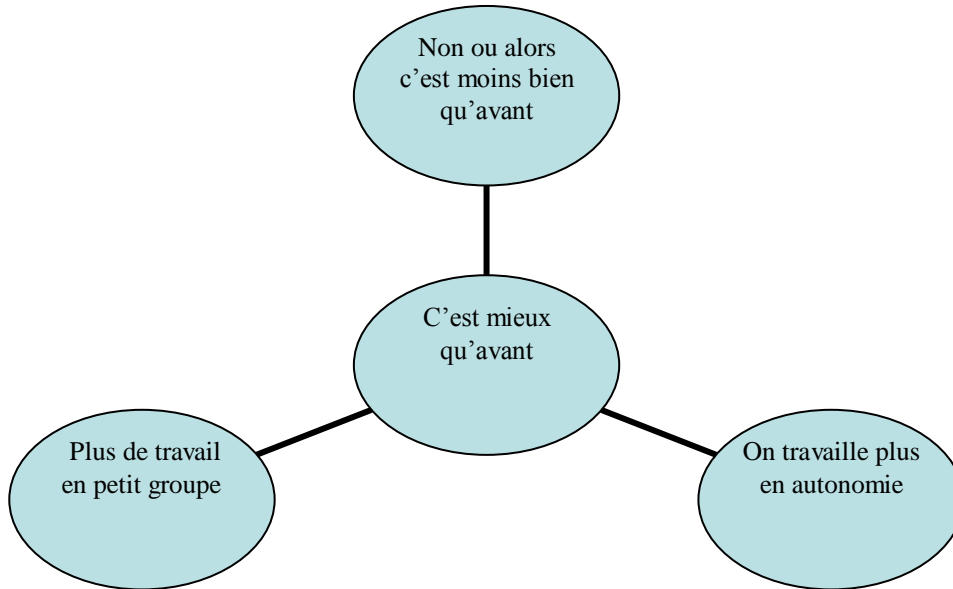 Non ou alors
c’est moins bien
qu’avant
C’est mieux
qu’avant
Plus de travail
en petit groupe
On travaille plus
en autonomie